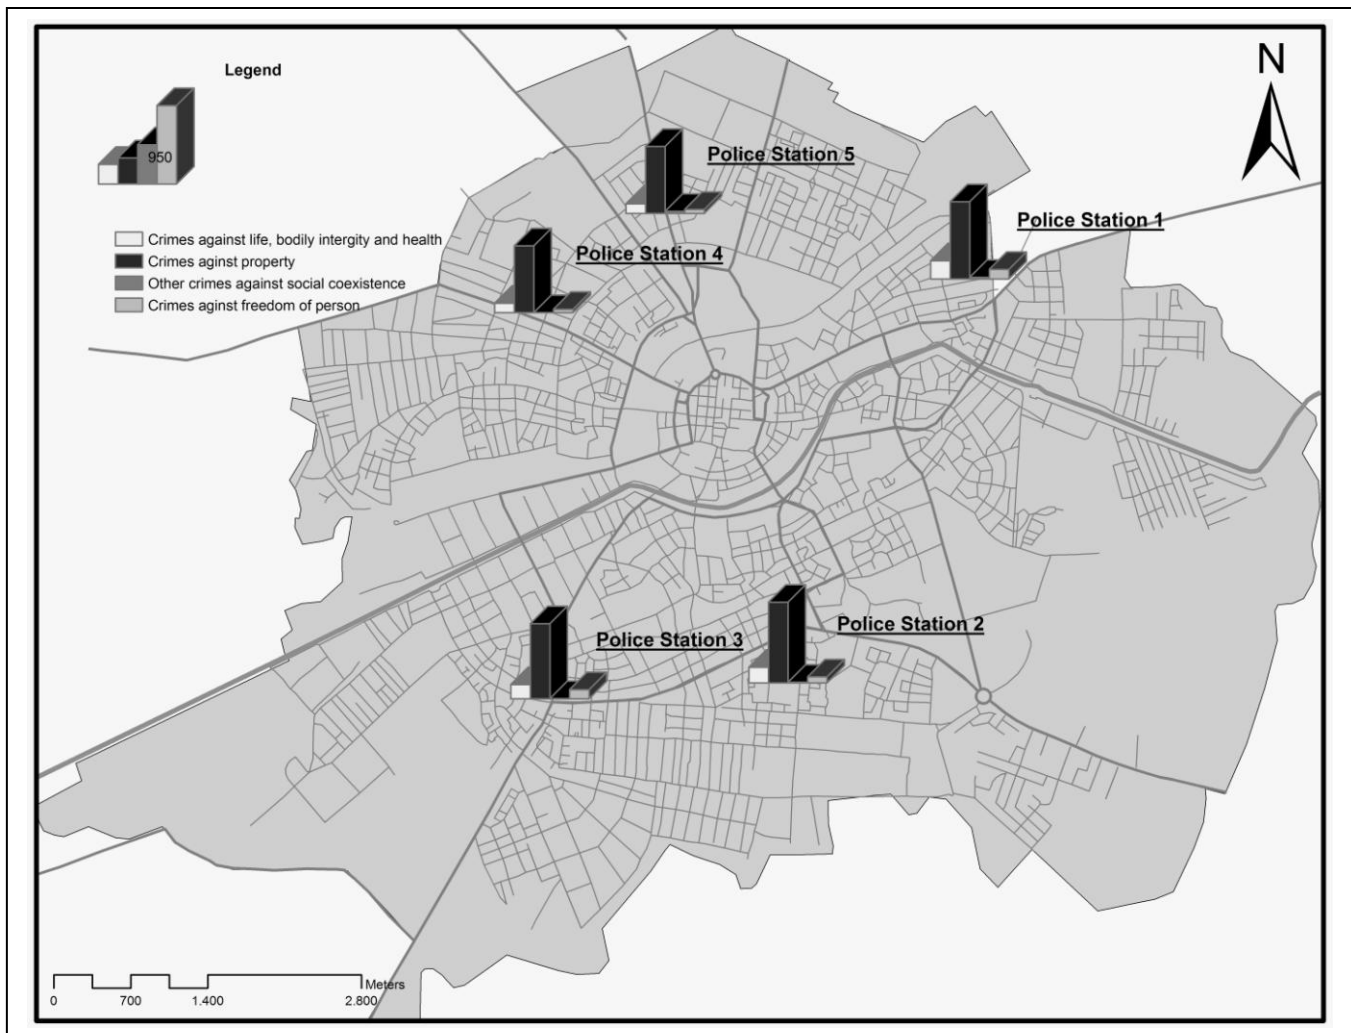 Legend
N
950
Police Station 5
Police Station 1
Crimes against life, bodily intergity and health
Police Station 4
Crimes aginst property
Other crimes against social coexistence
Crimes aginst freedom of person
Police Station 2
Police Station 3
Meters
0 700 1.400 2.800